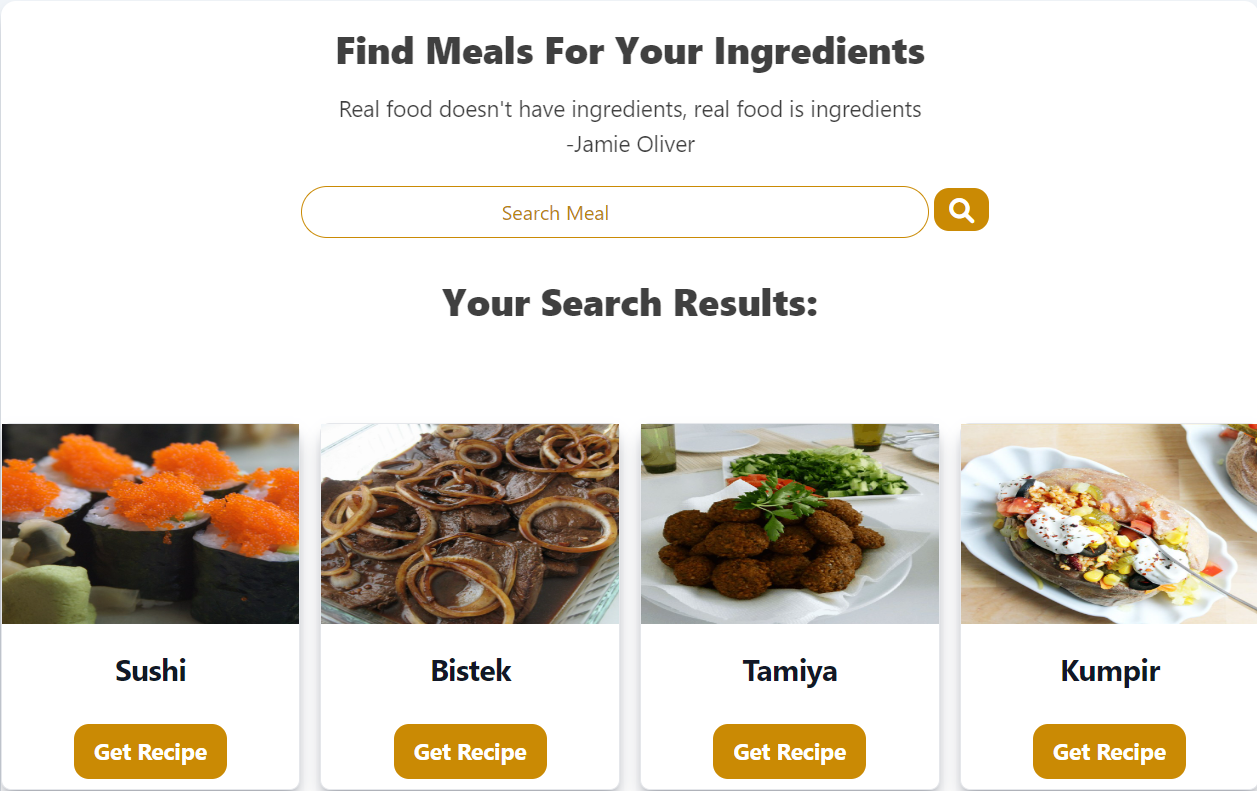 Find Meals For Your Ingredients
Real food doesn't have ingredients, real food is ingredients
-Jamie Oliver
Search Meal
Your Search Results:
Sushi
Bistek
Tamiya
Kumpir
Get Recipe
Get Recipe
Get Recipe
Get Recipe